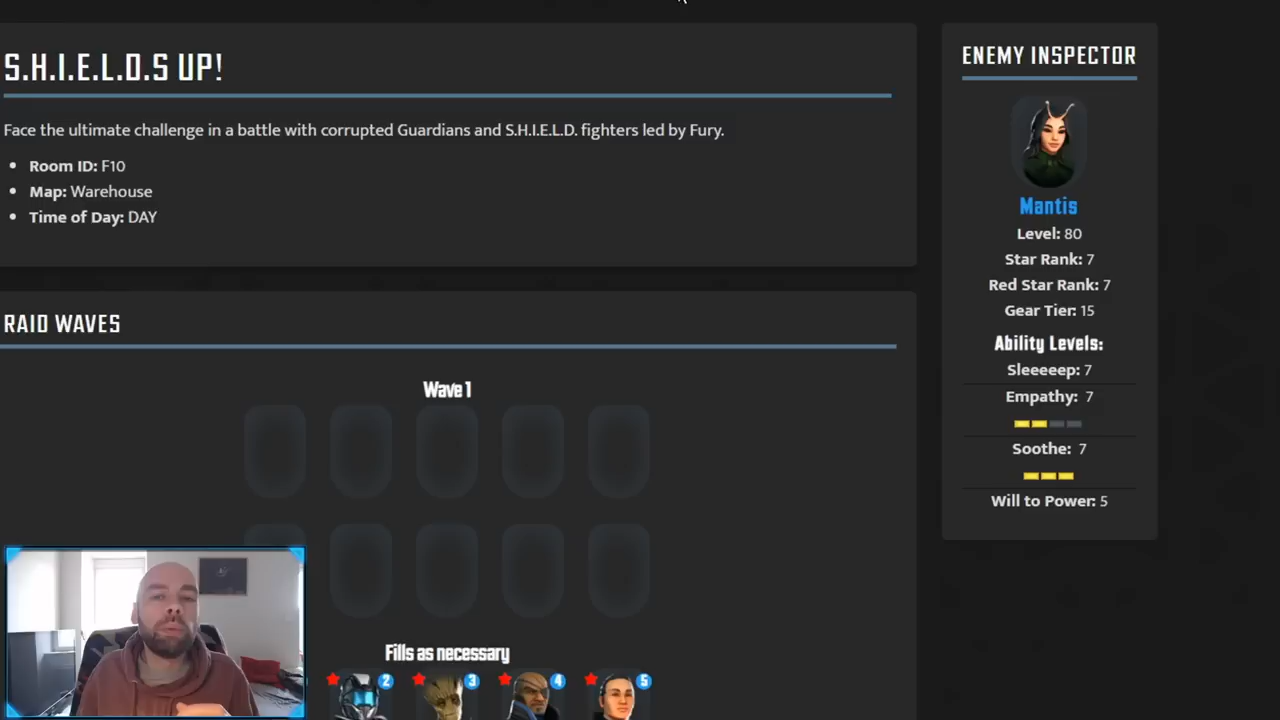 S.H.I.E.L.D.S UP!
Face the ultimate challenge in a battle with corrupted Guardians and S.H.I.E.L.D. fighters led by Fury.
Room ID: F10
Map: Warehouse
Time of Day: DAY
RAID WAVES
Wave 1
Fills as necessary
2
3
4
5
ENEMY INSPECTOR
Mantis
Level: 80
Star Rank: 7
Red Star Rank: 7
Gear Tier: 15
Ability Levels:
Sleeeeep: 7
Empathy: 7
Soothe: 7
Will to Power: 5